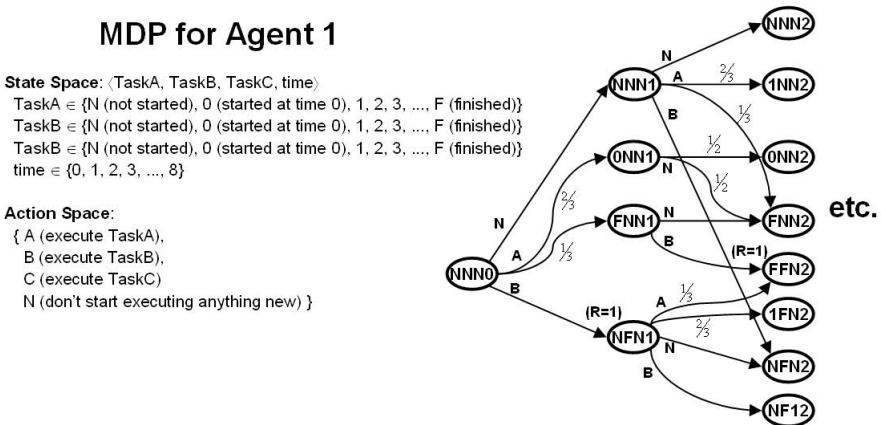 MDP for Agent 1
State Space: ⟨TaskA, TaskB, TaskC, time⟩
TaskA ∈ {N (not started), 0 (started at time 0), 1, 2, 3, ..., F (finished)}
TaskB ∈ {N (not started), 0 (started at time 0), 1, 2, 3, ..., F (finished)}
TaskB ∈ {N (not started), 0 (started at time 0), 1, 2, 3, ..., F (finished)}
time ∈ {0, 1, 2, 3, ..., 8}
Action Space:
{ A (execute TaskA),
B (execute TaskB),
C (execute TaskC)
N (don't start executing anything new) }
NNN0
N
A
B
2/3
1/3
(R=1)
NNN1
0NN1
FNN1
NFN1
N
A
B
2/3
1/3
1/2
N
1/2
N
B
(R=1)
A
1/3
2/3
N
B
NNN2
1NN2
0NN2
FNN2
FFN2
1FN2
NFN2
NF12
etc.